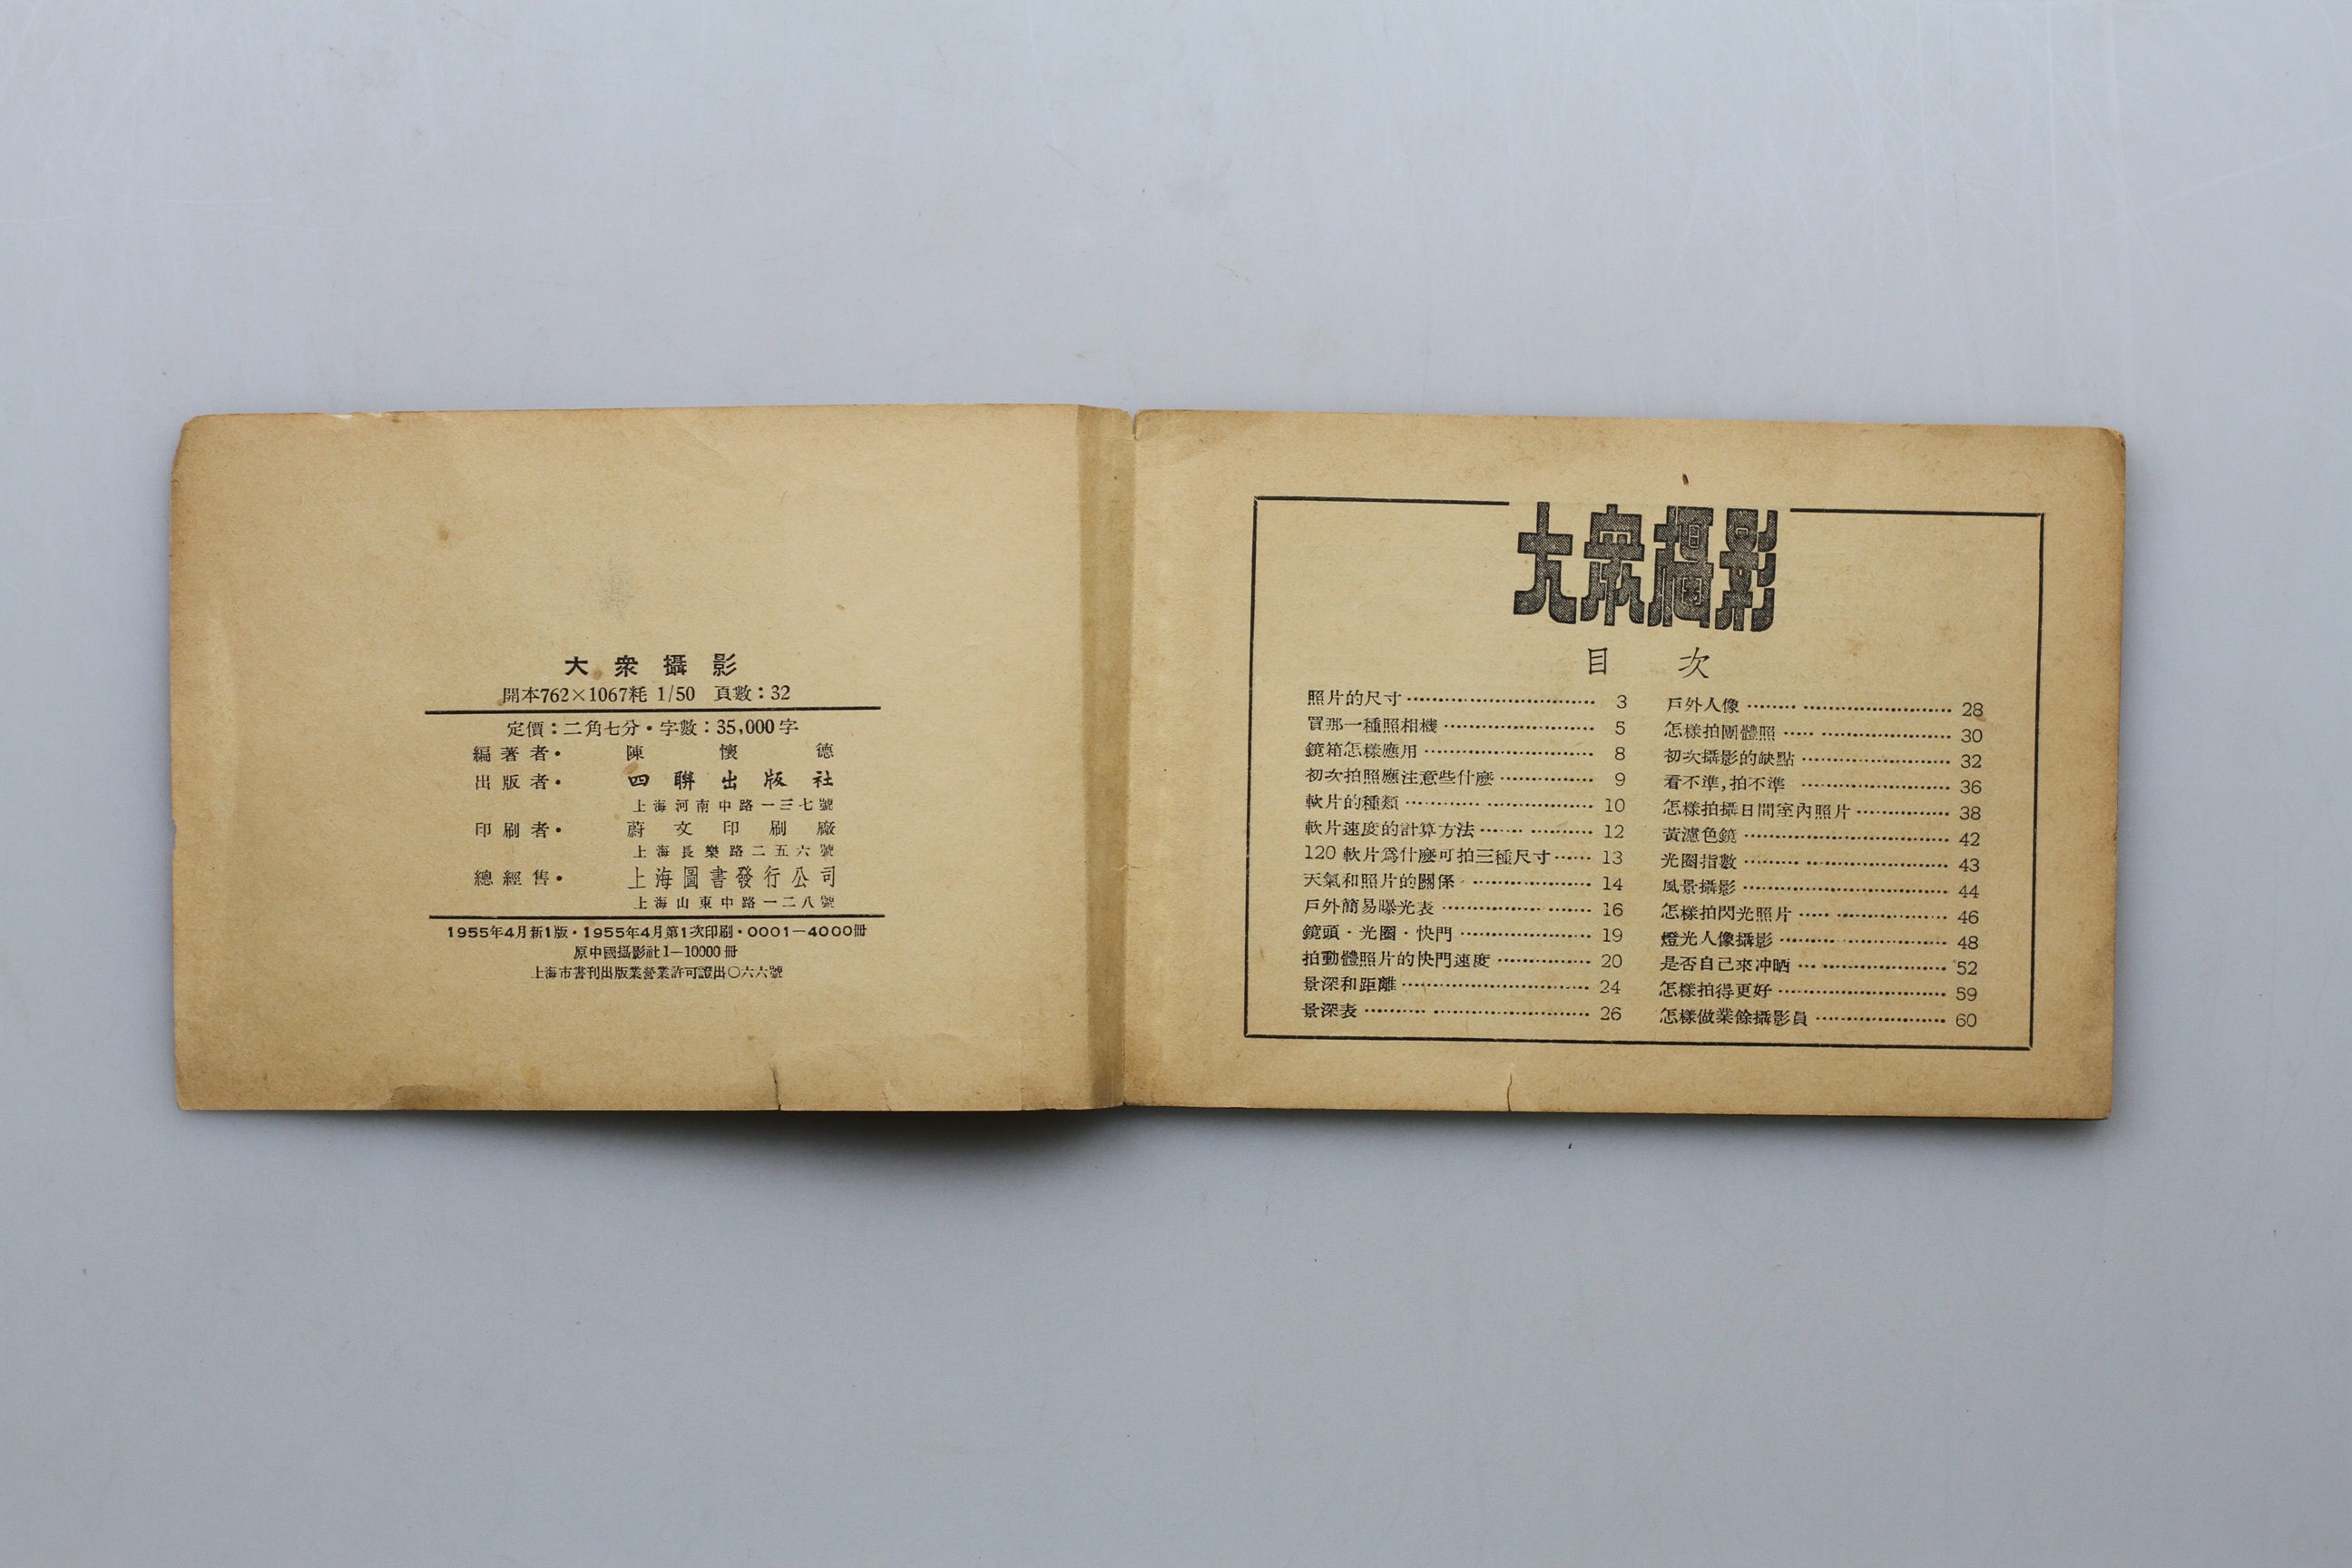 大衆攝影
開本762×1067粍 1/50 頁數：32
定價：二角七分・字數：35,000字
編著者・陳懷德
出版者・四聯出版社
上海河南中路一三七號
印刷者・蔚文印刷廠
上海長樂路二五六號
總經售・上海圖書發行公司
上海山東中路一二八號
1955年4月新1版・1955年4月第1次印刷・0001—4000冊
原中國攝影社1—10000冊
上海市書刊出版業營業許可證出〇六六號
大衆攝影
目次
照片的尺寸 3
買那一種照相機 5
鏡箱怎樣應用 8
初次拍照應注意些什麼 9
軟片的種類 10
軟片速度的計算方法 12
120軟片爲什麼可拍三種尺寸 13
天氣和照片的關係 14
戶外簡易曝光表 16
鏡頭・光圈・快門 19
拍動體照片的快門速度 20
景深和距離 24
景深表 26
戶外人像 28
怎樣拍團體照 30
初次攝影的缺點 32
看不準，拍不準 36
怎樣拍攝日間室內照片 38
黃濾色鏡 42
光圈指數 43
風景攝影 44
怎樣拍閃光照片 46
燈光人像攝影 48
是否自己來冲晒 52
怎樣拍得更好 59
怎樣做業餘攝影員 60